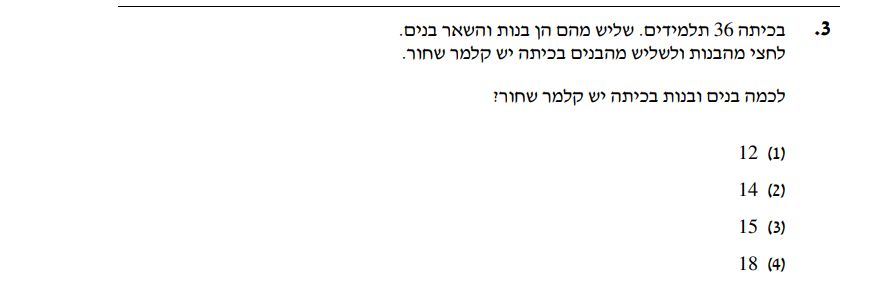 3. בכיתה 36 תלמידים. שליש מהם הן בנות והשאר בנים.
לחצי מהבנות ולשליש מהבנים בכיתה יש קלמר שחור.
לכמה בנים ובנות בכיתה יש קלמר שחור?
(1) 12
(2) 14
(3) 15
(4) 18